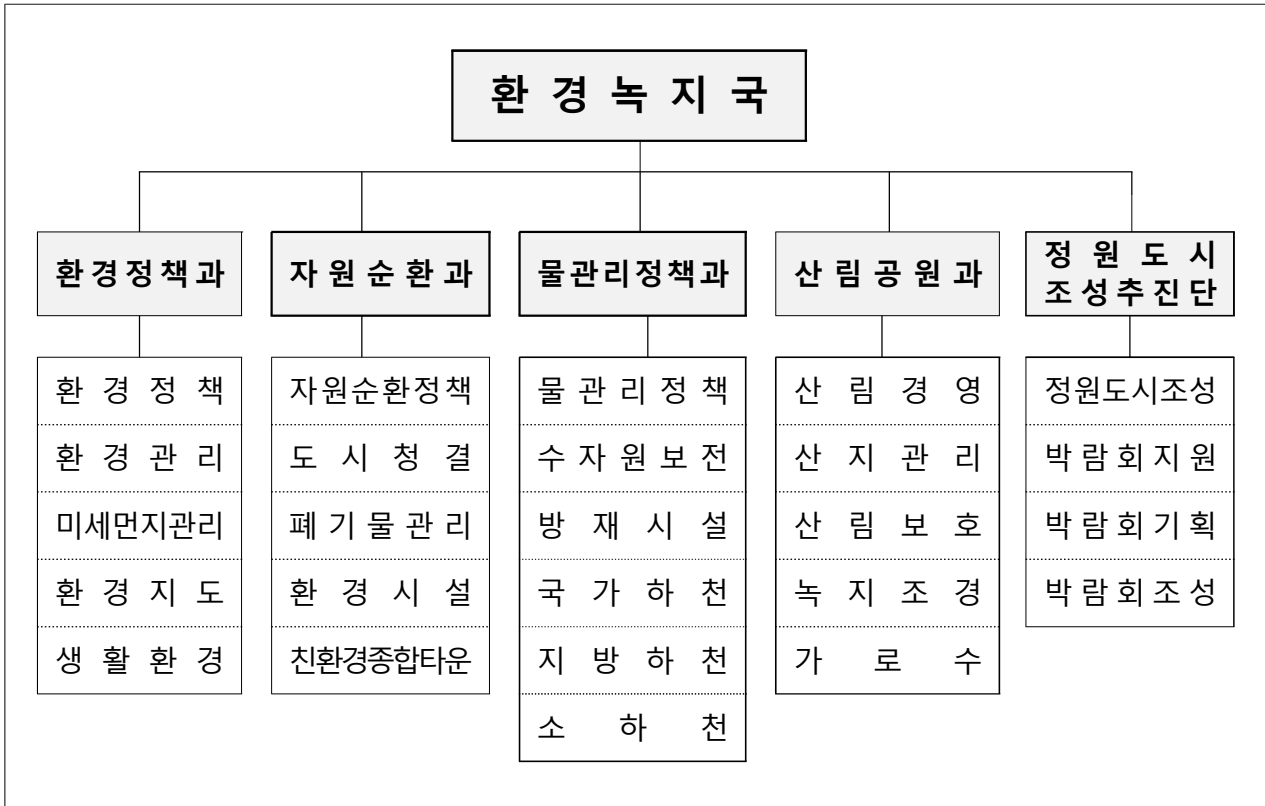 환경녹지국
환경정책과
환경정책
환경관리
미세먼지관리
환경지도
생활환경
자원순환과
자원순환정책
도시청결
폐기물관리
환경시설
친환경종합타운
물관리정책과
물관리정책
수자원보전
방재시설
국가하천
지방하천
소하천
산림공원과
산림경영
산지관리
산림보호
녹지조경
가로수
정원도시
조성추진단
정원도시조성
박람회지원
박람회기획
박람회조성